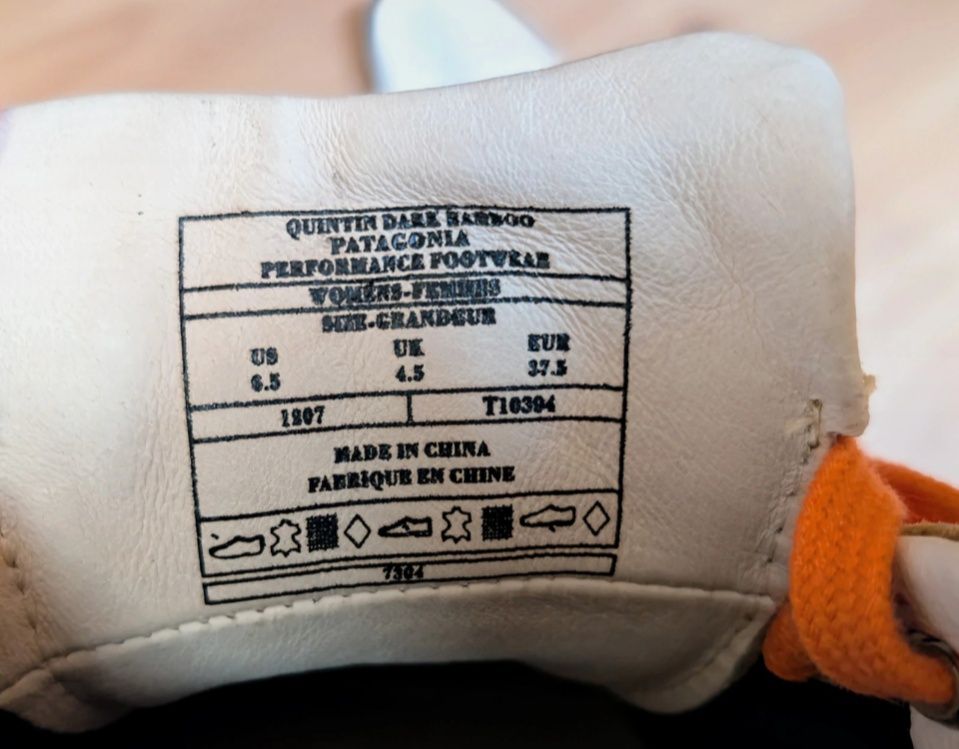 QUINTIN DARK BAMBOO
PATAGONIA
PERFORMANCE FOOTWEAR
WOMENS-FEMMES
SIZE-GRANDEUR
US UK EUR
6.5 4.5 37.5
1207 T10394
MADE IN CHINA
FABRIQUE EN CHINE
7304